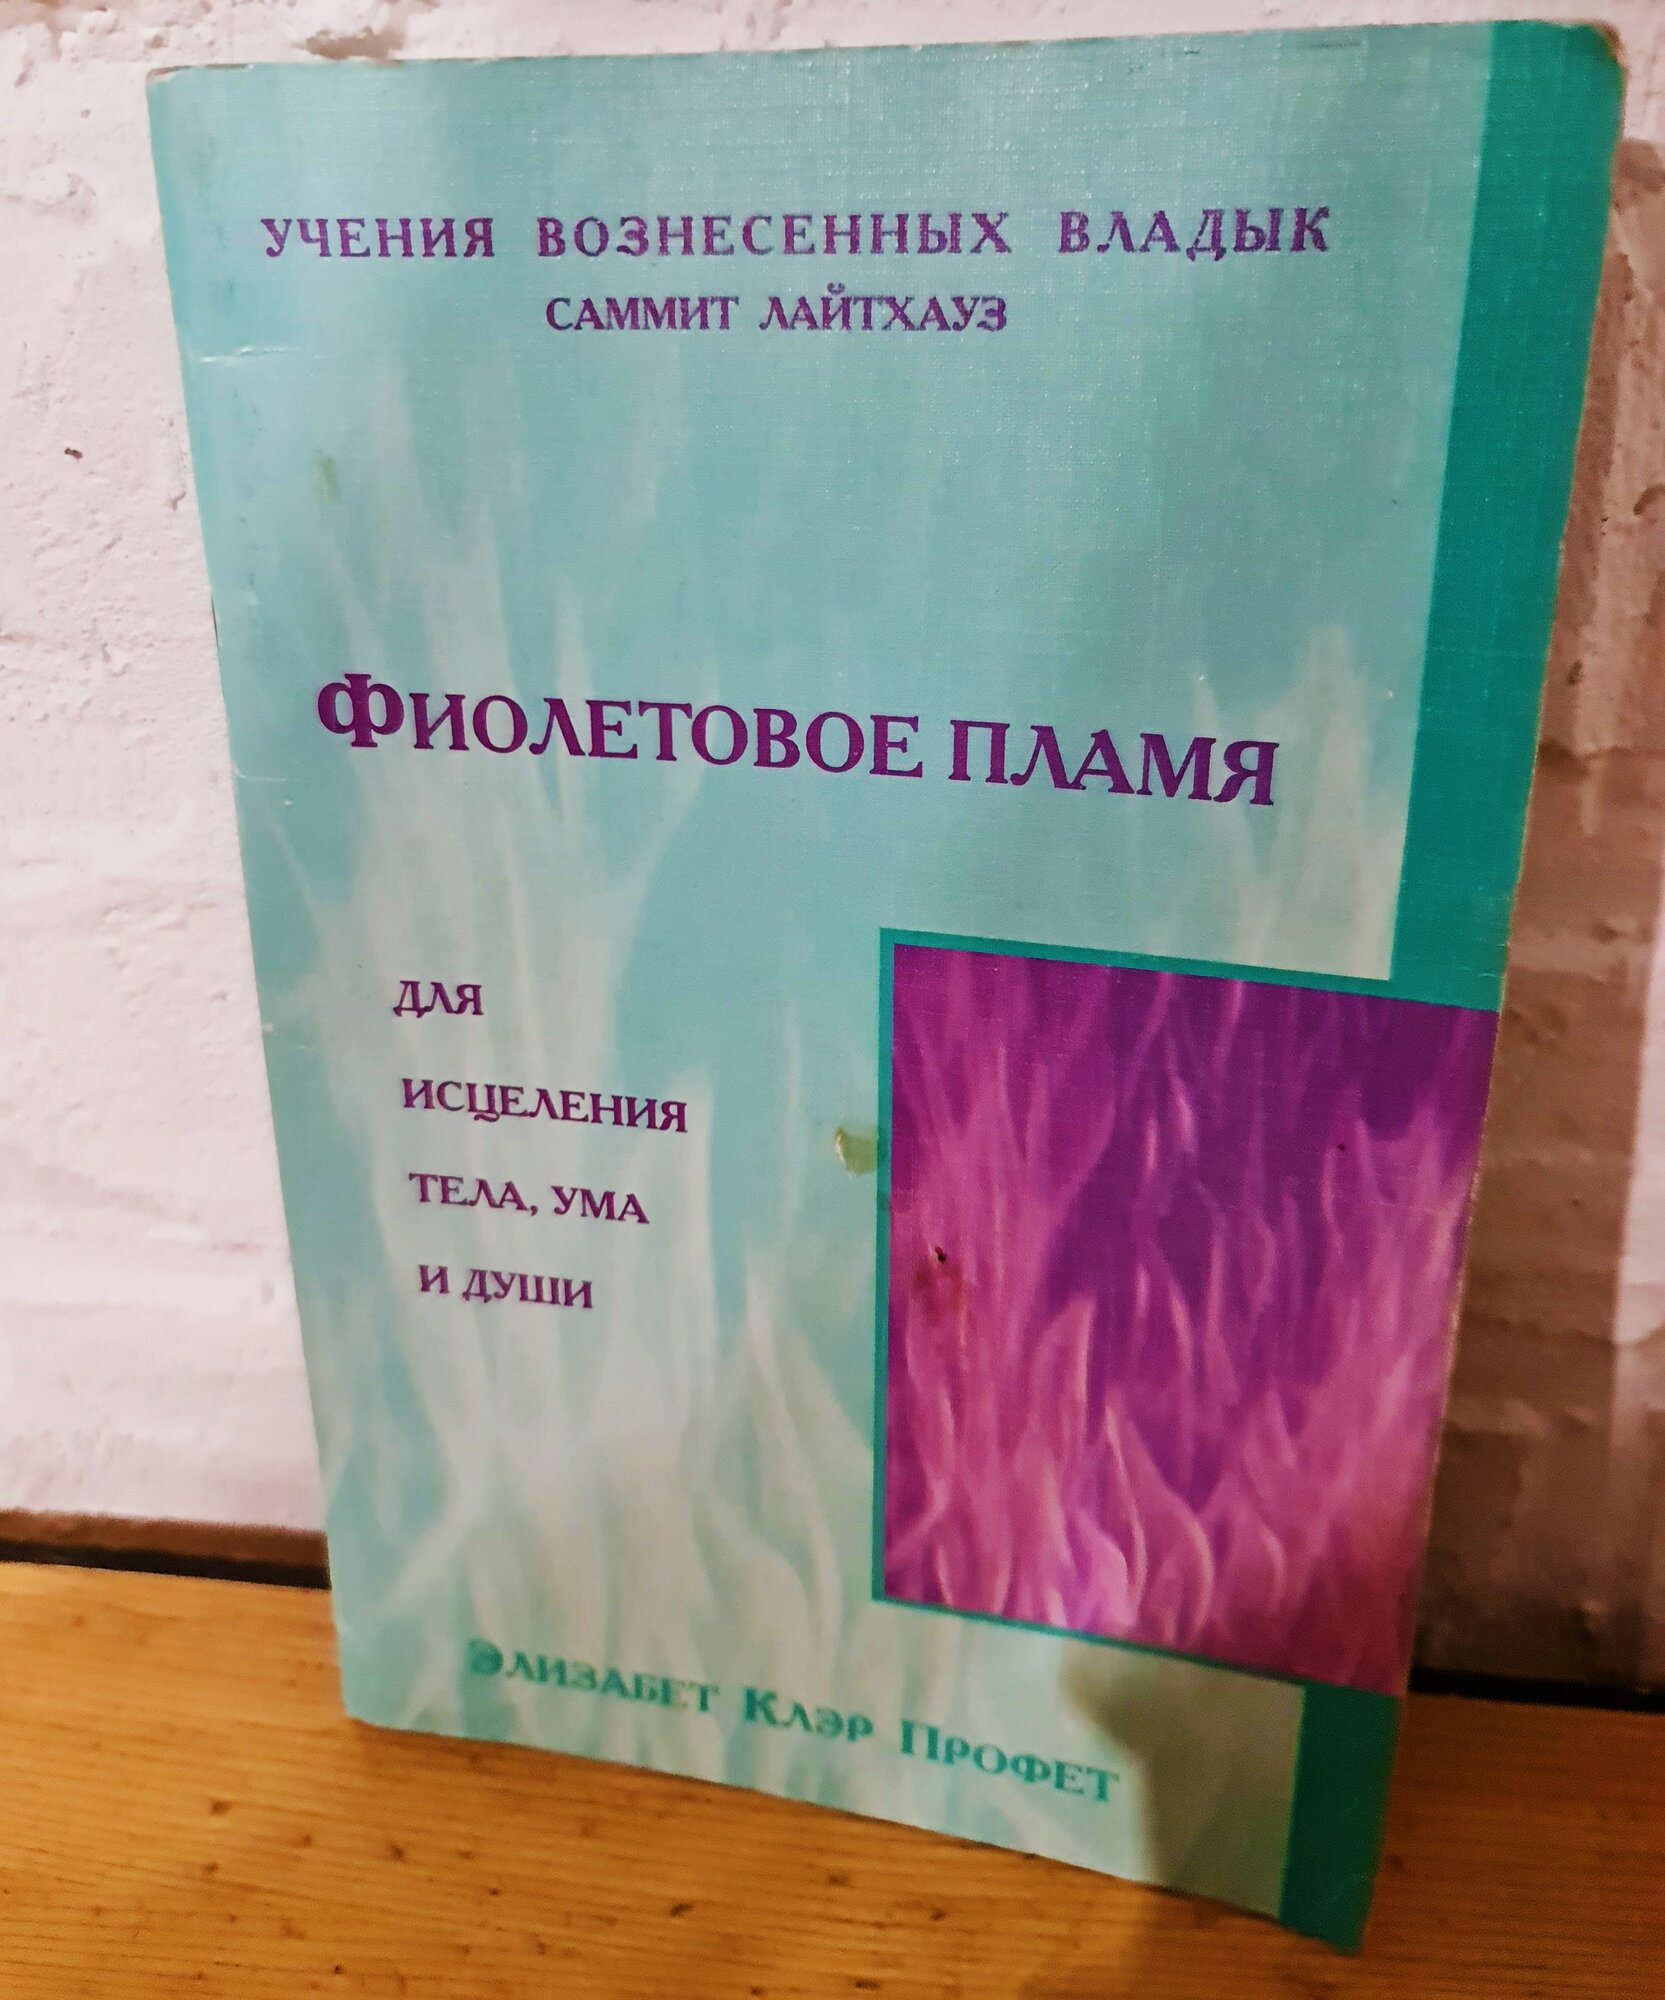 УЧЕНИЯ ВОЗНЕСЕННЫХ ВЛАДЫК
САММИТ ЛАЙТХАУЗ
ФИОЛЕТОВОЕ ПЛАМЯ
ДЛЯ
ИСЦЕЛЕНИЯ
ТЕЛА, УМА
И ДУШИ
ЭЛИЗАБЕТ КЛЭР ПРОФЕТ